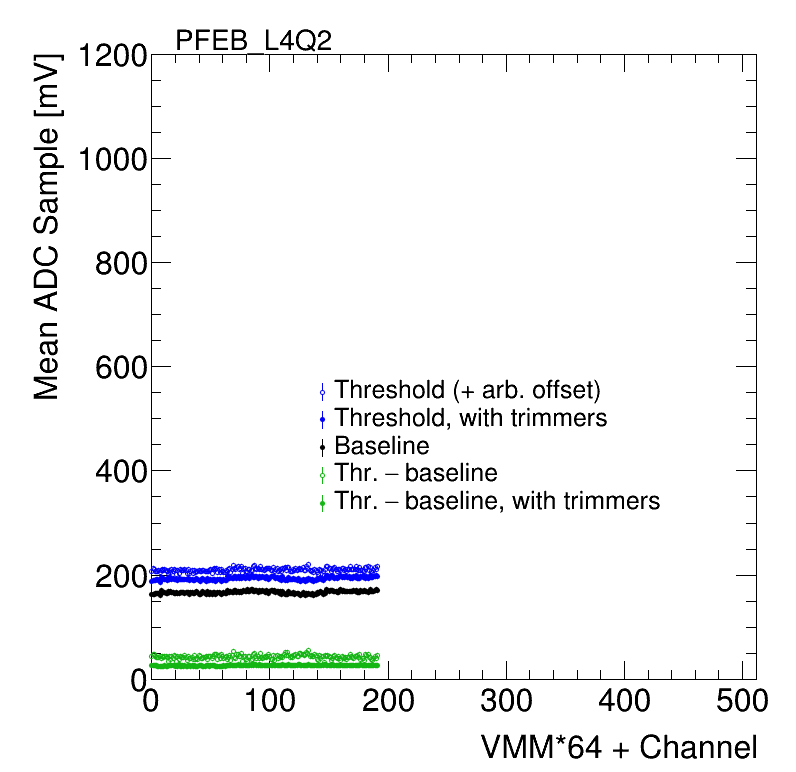 PFEB_L4Q2
Mean ADC Sample [mV]
1200
1000
800
600
400
200
0
Threshold (+ arb. offset)
Threshold, with trimmers
Baseline
Thr. – baseline
Thr. – baseline, with trimmers
0 100 200 300 400 500
VMM*64 + Channel